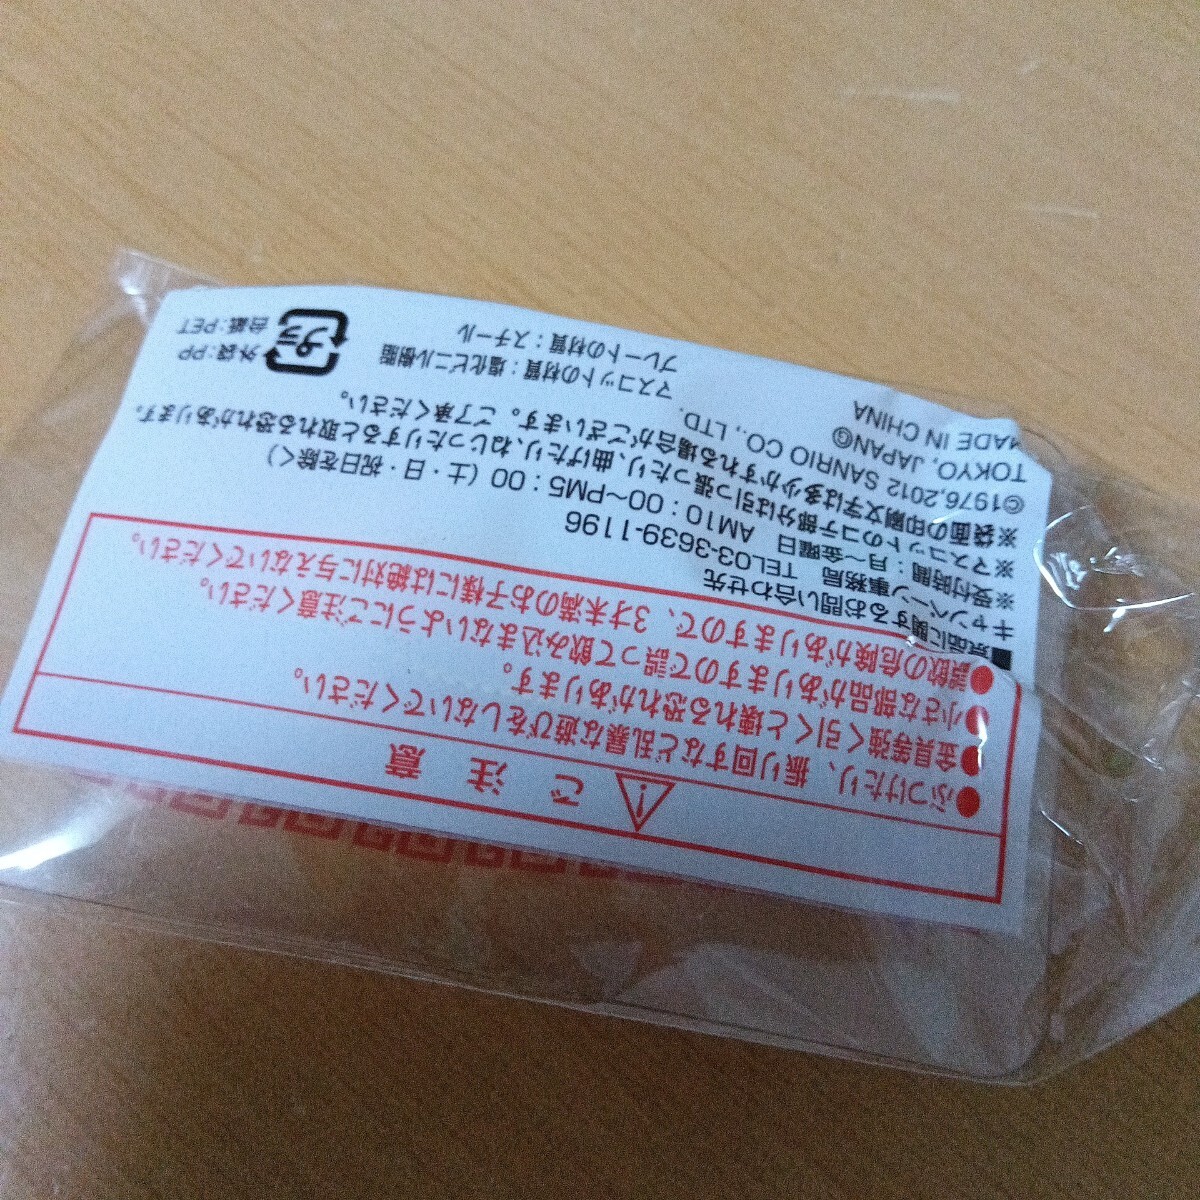 ご注意
●ぶつけたり、振り回すなど乱暴な遊びをしないでください。
●金具等強く引くと壊れる恐れがあります。
●小さな部品がありますので誤って飲み込まないようにご注意ください。
●誤飲の危険がありますので、3才未満のお子様には絶対に与えないでください。
■景品に関するお問い合わせ先
キャンペーン事務局 TEL03-3639-1196
※受付時間：月～金曜日 AM10：00～PM5：00（土・日・祝日を除く）
※マスコットのコテ部分は引っ張ったり、曲げたり、ねじったりすると取れる恐れがあります。
※袋面の印刷文字は多少かすれる場合がございます。ご了承ください。
©1976,2012 SANRIO CO., LTD.
TOKYO, JAPAN Ⓖ
MADE IN CHINA
マスコットの材質：塩化ビニル樹脂
プレートの材質：スチール
プラ
外袋：PP
台紙：PET